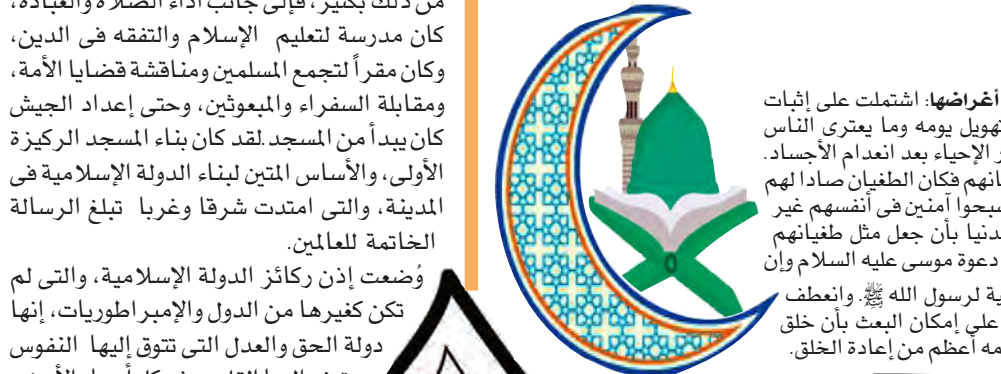 من ذلك بكثير، فإلى جانب أداء الصلاة والعبادة،
كان مدرسة لتعليم الإسلام والتفقه فى الدين،
وكان مقراً لتجمع المسلمين ومناقشة قضايا الأمة،
ومقابلة السفراء والمبعوثين، وحتى إعداد الجيش
كان يبدأ من المسجد.لقد كان بناء المسجد الركيزة
الأولى، والأساس المتين لبناء الدولة الإسلامية فى
المدينة، والتى امتدت شرقا وغربا تبلغ الرسالة
الخاتمة للعالمين.
وُضعت إذن ركائز الدولة الإسلامية، والتى لم
تكن كغيرها من الدول والإمبراطوريات، إنها
دولة الحق والعدل التى تتوق إليها النفوس
أغراضها: اشتملت على إثبات
تهويل يومه وما يعترى الناس
الإحياء بعد انعدام الأجساد.
فكان الطغيان صادا لهم
آمنين فى أنفسهم غير
بأن جعل مثل طغيانهم
دعوة موسى عليه السلام وإن
لرسول الله ﷺ. وانعطف
على إمكان البعث بأن خلق
أعظم من إعادة الخلق.